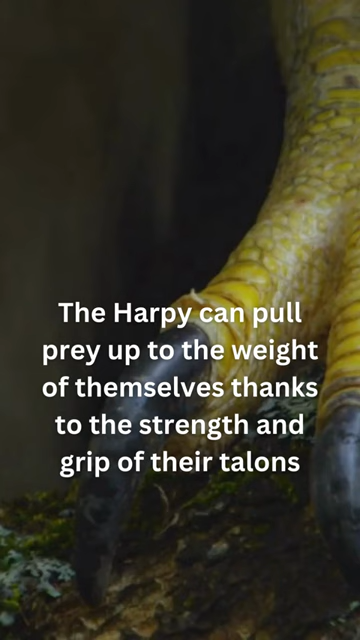 The Harpy can pull
prey up to the weight
of themselves thanks
to the strength and
grip of their talons